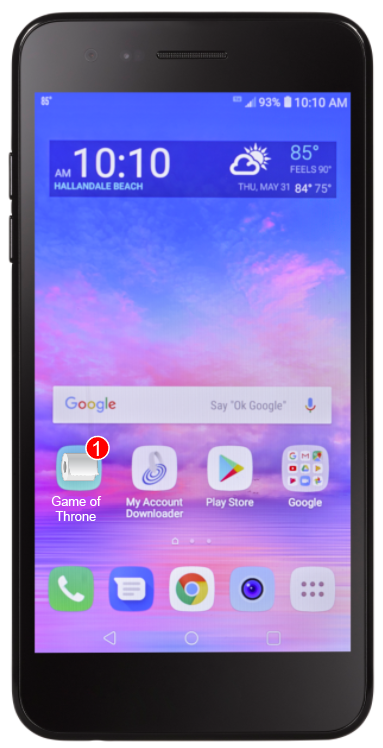 85°
93% 10:10 AM
AM 10:10
HALLANDALE BEACH
85°
FEELS 90°
THU, MAY 31 84° 75°
Google Say "Ok Google"
1
Game of
Throne
My Account
Downloader
Play Store
Google